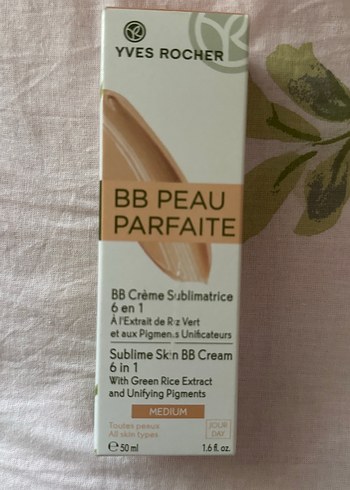 YVES ROCHER
BB PEAU
PARFAITE
BB Crème Sublimatrice
6 en 1
À l'Extrait de Riz Vert
et aux Pigments Unificateurs
Sublime Skin BB Cream
6 in 1
With Green Rice Extract
and Unifying Pigments
MEDIUM
Toutes peaux
All skin types
JOUR
DAY
℮ 50 ml 1.6 fl. oz.